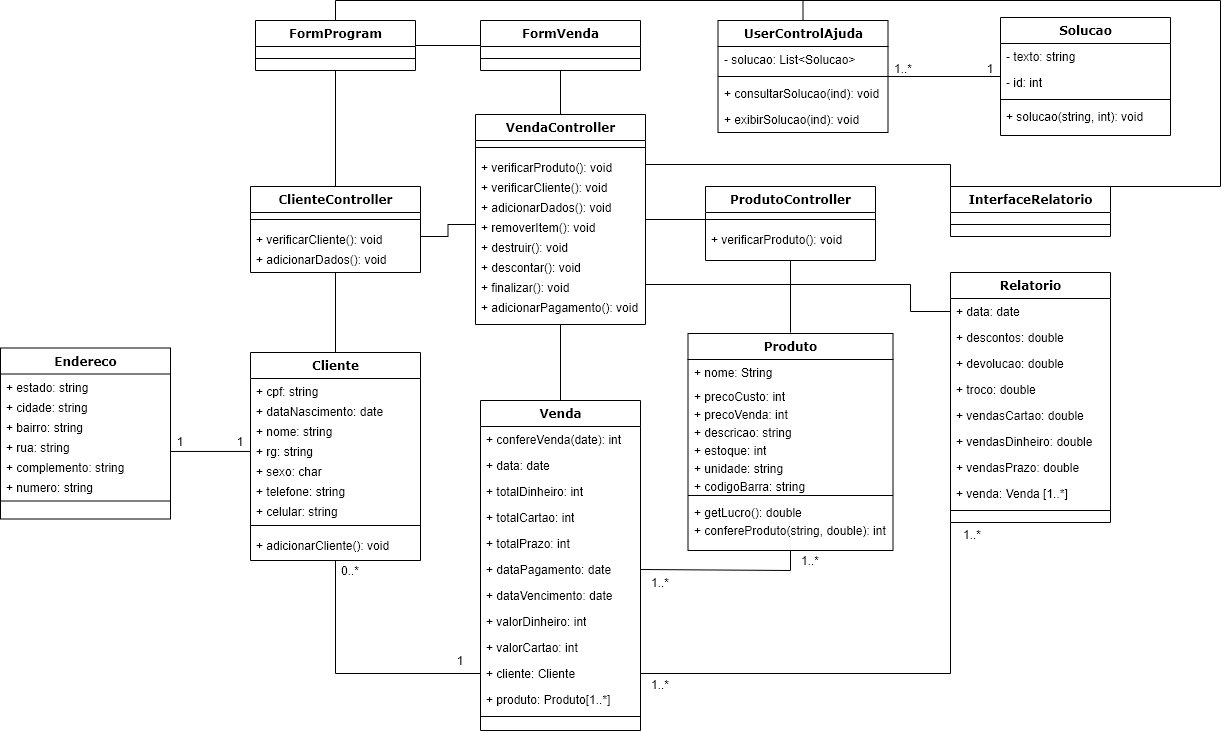 FormProgram
FormVenda
UserControlAjuda
- solucao: List<Solucao>
+ consultarSolucao(ind): void
+ exibirSolucao(ind): void
1..*
1
Solucao
- texto: string
- id: int
+ solucao(string, int): void
VendaController
+ verificarProduto(): void
+ verificarCliente(): void
+ adicionarDados(): void
+ removerItem(): void
+ destruir(): void
+ descontar(): void
+ finalizar(): void
+ adicionarPagamento(): void
ClienteController
+ verificarCliente(): void
+ adicionarDados(): void
ProdutoController
+ verificarProduto(): void
InterfaceRelatorio
Relatorio
+ data: date
+ descontos: double
+ devolucao: double
+ troco: double
+ vendasCartao: double
+ vendasDinheiro: double
+ vendasPrazo: double
+ venda: Venda [1..*]
1..*
Endereco
+ estado: string
+ cidade: string
+ bairro: string
+ rua: string
+ complemento: string
+ numero: string
1
1
Cliente
+ cpf: string
+ dataNascimento: date
+ nome: string
+ rg: string
+ sexo: char
+ telefone: string
+ celular: string
+ adicionarCliente(): void
0..*
1
Venda
+ confereVenda(date): int
+ data: date
+ totalDinheiro: int
+ totalCartao: int
+ totalPrazo: int
+ dataPagamento: date
+ dataVencimento: date
+ valorDinheiro: int
+ valorCartao: int
+ cliente: Cliente
+ produto: Produto[1..*]
Produto
+ nome: String
+ precoCusto: int
+ precoVenda: int
+ descricao: string
+ estoque: int
+ unidade: string
+ codigoBarra: string
+ getLucro(): double
+ confereProduto(string, double): int
1..*
1..*
1..*